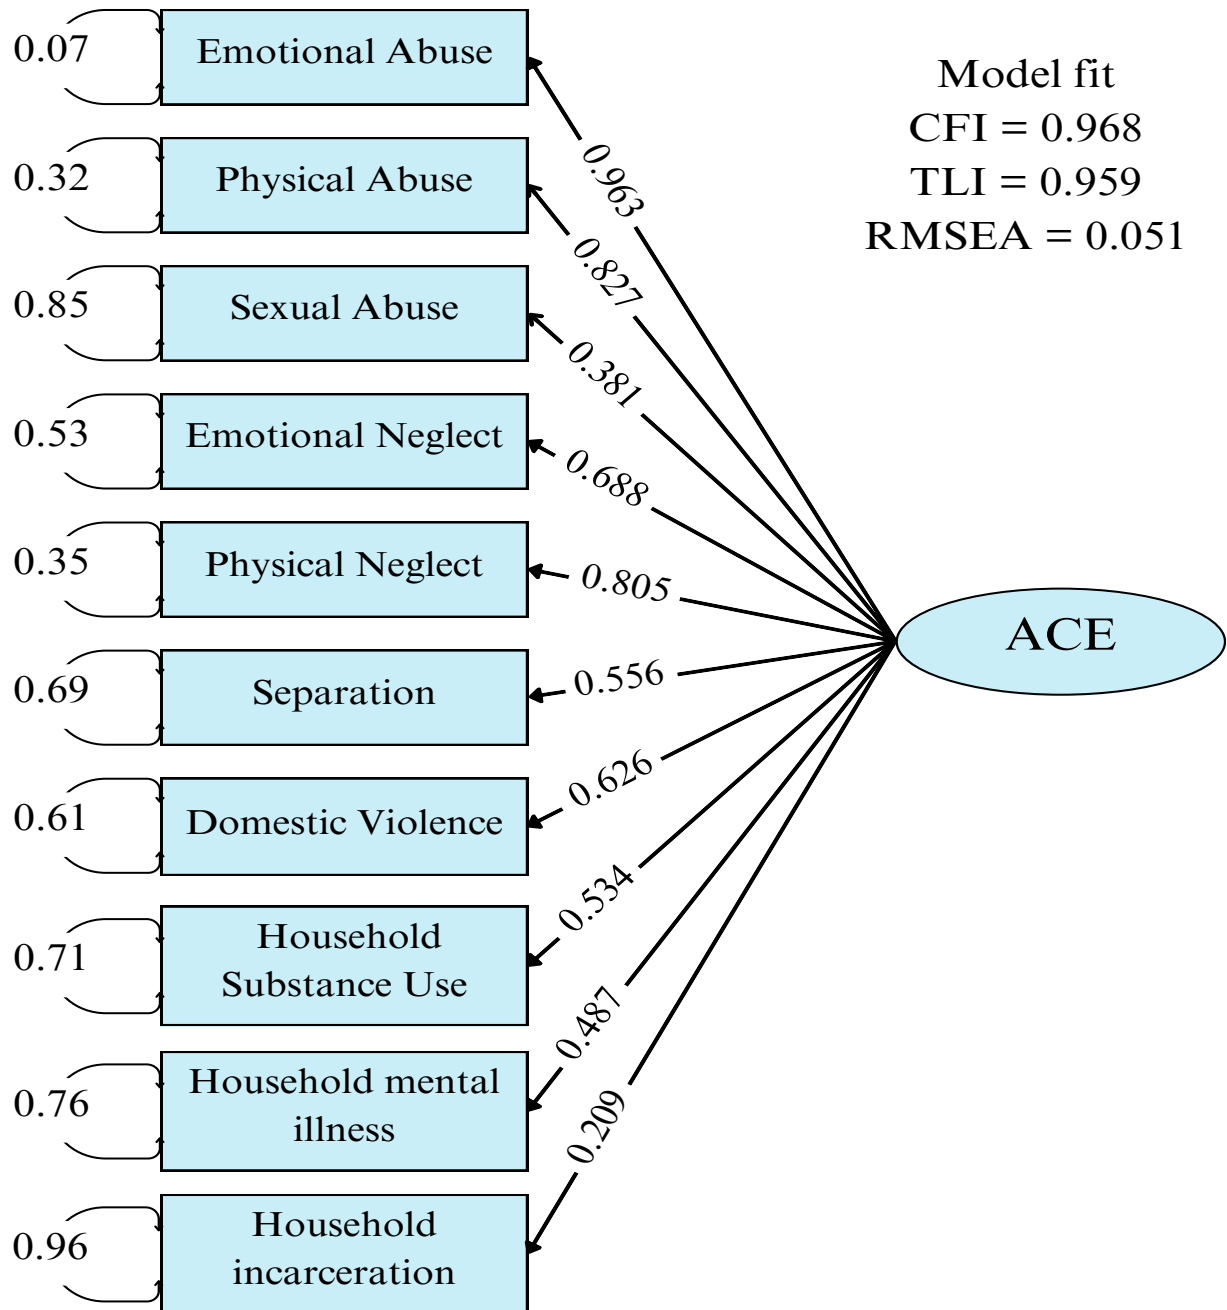 0.07
Emotional Abuse
0.963
Model fit
CFI = 0.968
TLI = 0.959
RMSEA = 0.051
0.32
Physical Abuse
0.827
0.85
Sexual Abuse
0.381
0.53
Emotional Neglect
0.688
0.35
Physical Neglect
0.805
ACE
0.69
Separation
0.556
0.61
Domestic Violence
0.626
0.71
Household
Substance Use
0.534
0.76
Household mental
illness
0.487
0.96
Household
incarceration
0.209